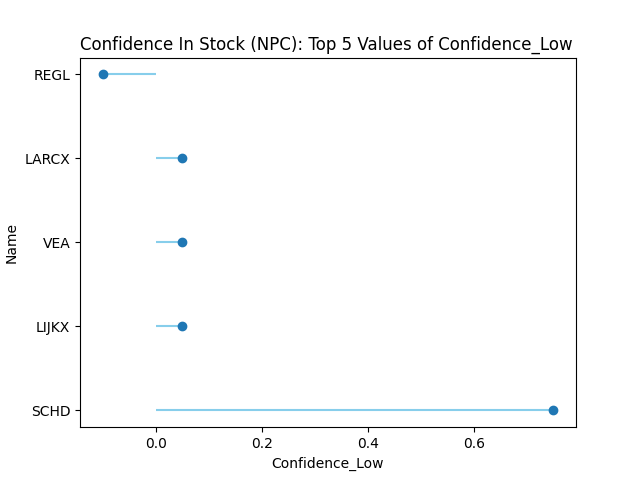 Confidence In Stock (NPC): Top 5 Values of Confidence_Low
REGL
LARCX
VEA
LIJKX
SCHD
Name
0.0 0.2 0.4 0.6
Confidence_Low